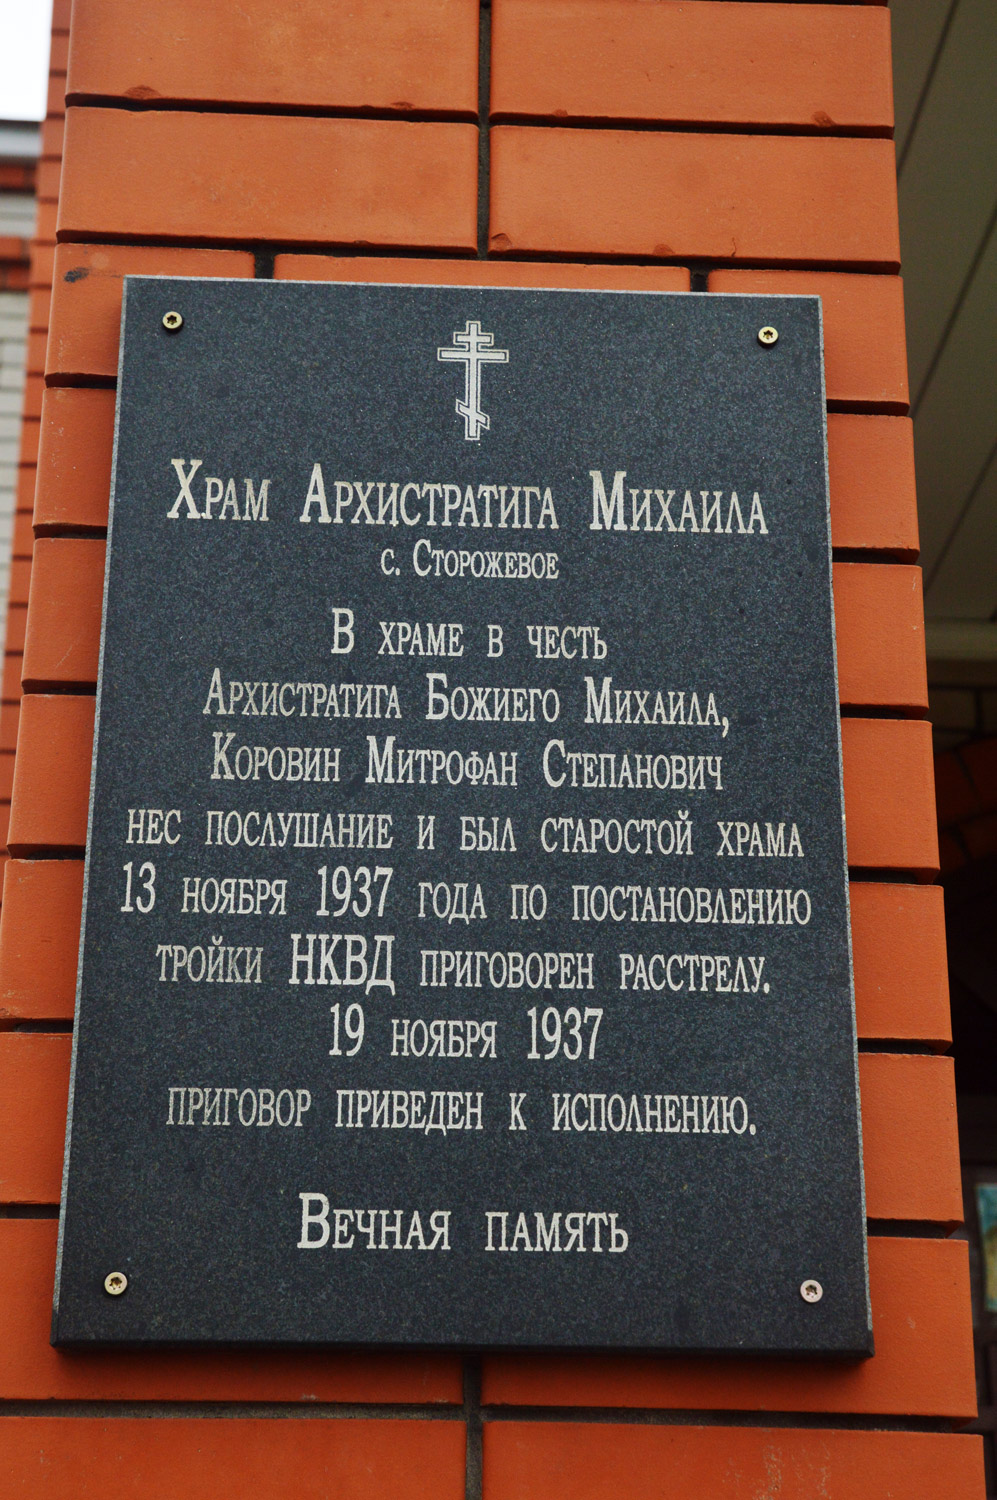 Храм Архистратига Михаила
с. Сторожевое
В храме в честь
Архистратига Божиего Михаила,
Коровин Митрофан Степанович
нес послушание и был старостой храма
13 ноября 1937 года по постановлению
тройки НКВД приговорен расстрелу.
19 ноября 1937
приговор приведен к исполнению.
Вечная память